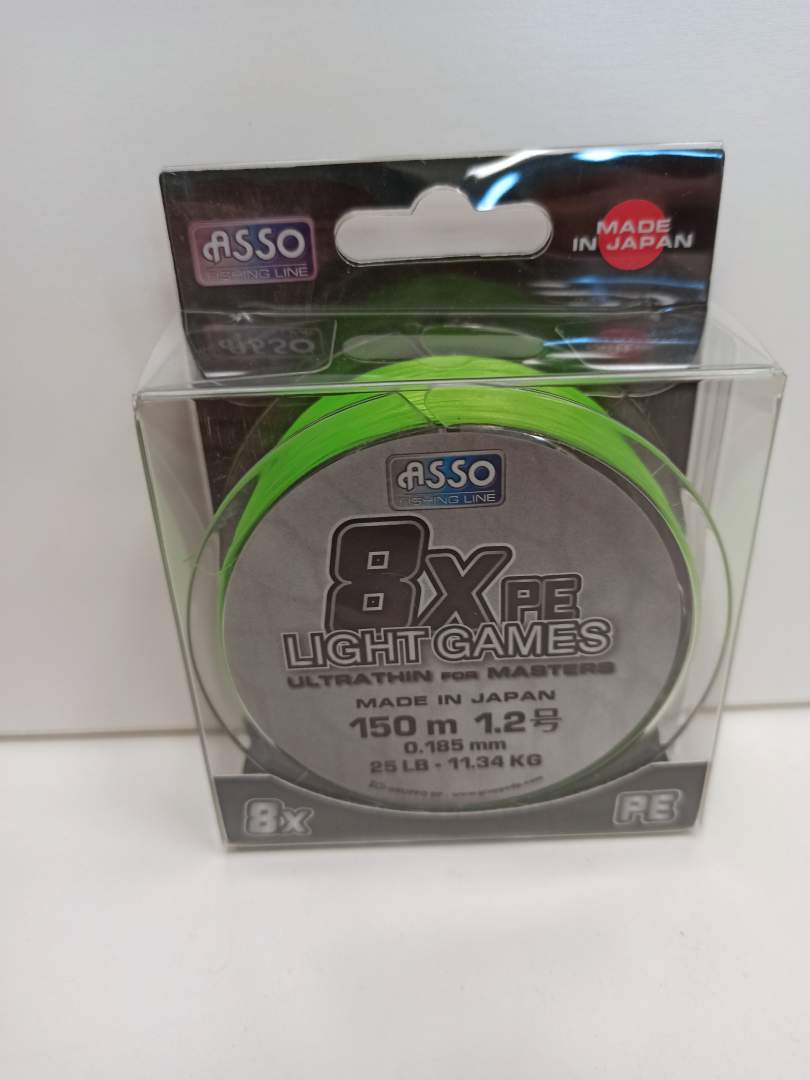 ASSO
FISHING LINE
MADE
IN JAPAN
ASSO
ASSO
FISHING LINE
8X PE
LIGHT GAMES
ULTRATHIN FOR MASTERS
MADE IN JAPAN
150 m 1.2号
0.185 mm
25 LB - 11.34 KG
8X
PE